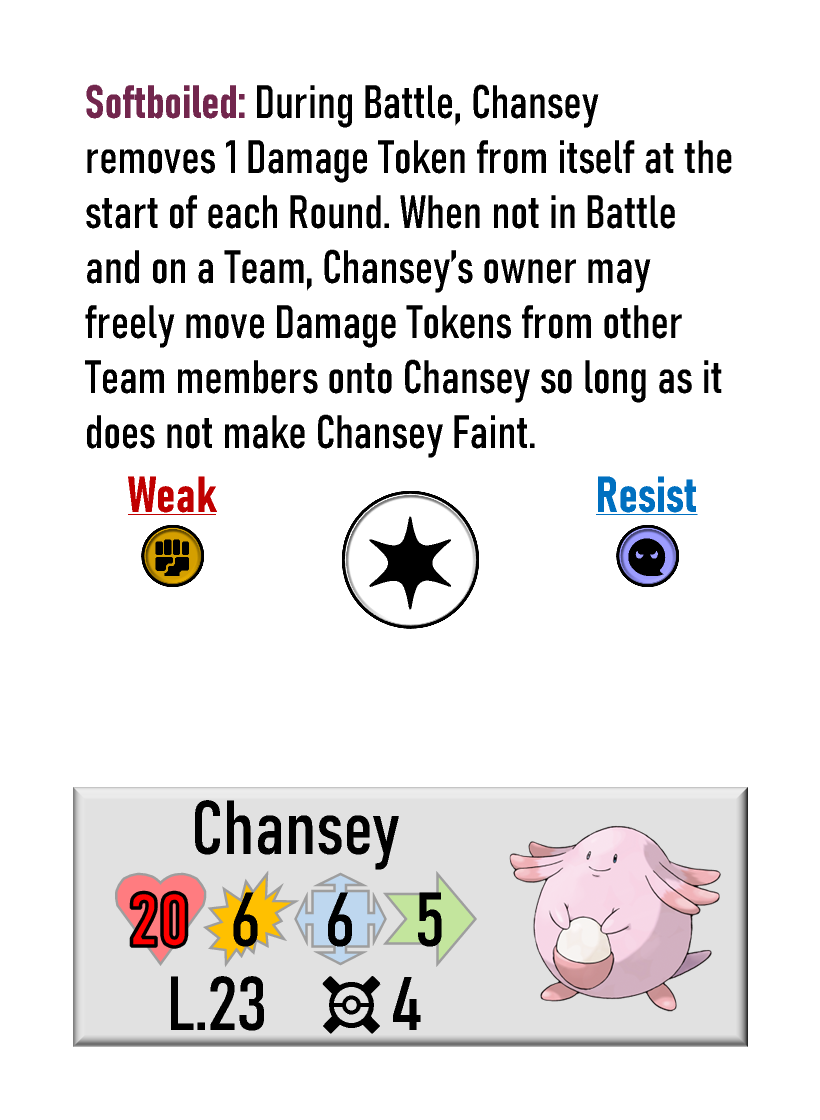 Softboiled: During Battle, Chansey
removes 1 Damage Token from itself at the
start of each Round. When not in Battle
and on a Team, Chansey’s owner may
freely move Damage Tokens from other
Team members onto Chansey so long as it
does not make Chansey Faint.
Weak
Resist
Chansey
20 6 6 5
L.23 4